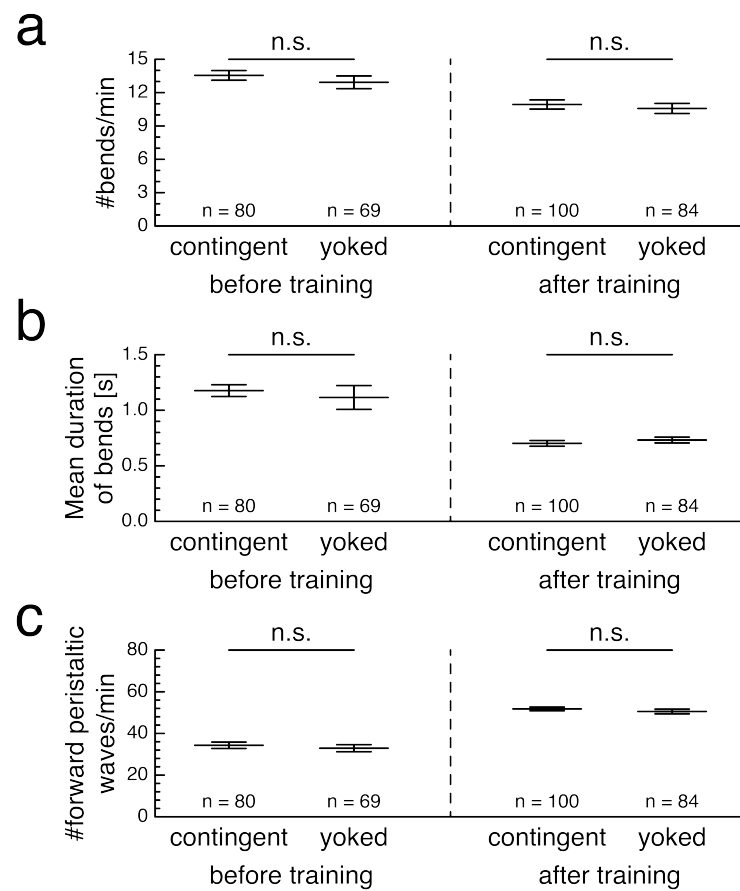 a
n.s. n.s.
15
12
9
6
3
0
#bends/min
n = 80 n = 69 n = 100 n = 84
contingent yoked contingent yoked
before training after training
b
n.s. n.s.
1.5
1.0
0.5
0.0
Mean duration
of bends [s]
n = 80 n = 69 n = 100 n = 84
contingent yoked contingent yoked
before training after training
c
n.s. n.s.
80
60
40
20
0
#forward peristaltic
waves/min
n = 80 n = 69 n = 100 n = 84
contingent yoked contingent yoked
before training after training